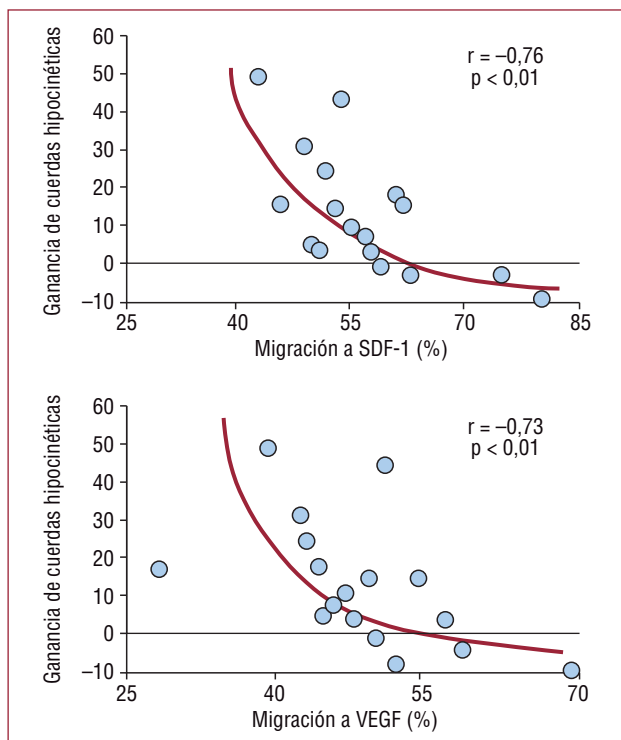 Ganancia de cuerdas hipocinéticas
60
50
40
30
20
10
0
–10
r = –0,76
p < 0,01
25 40 55 70 85
Migración a SDF-1 (%)
Ganancia de cuerdas hipocinéticas
60
50
40
30
20
10
0
–10
r = –0,73
p < 0,01
25 40 55 70
Migración a VEGF (%)